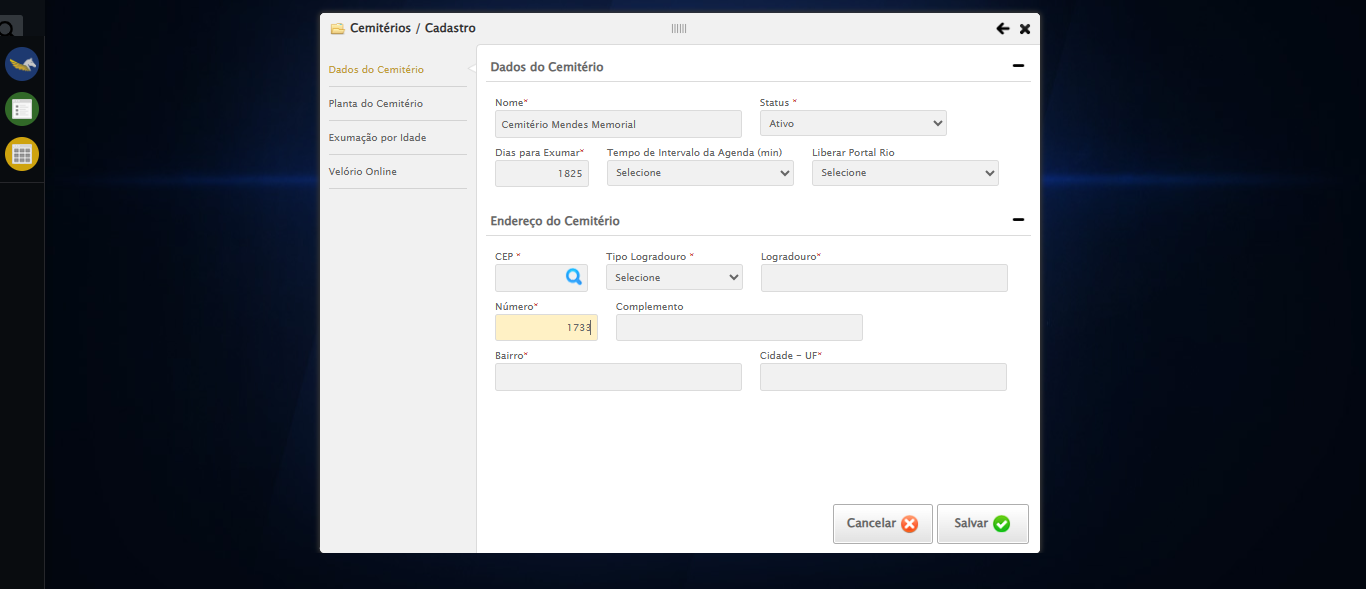 Cemitérios / Cadastro
Dados do Cemitério
Planta do Cemitério
Exumação por Idade
Velório Online
Dados do Cemitério
Nome* Status *
Cemitério Mendes Memorial Ativo
Dias para Exumar* Tempo de Intervalo da Agenda (min) Liberar Portal Rio
1825 Selecione Selecione
Endereço do Cemitério
CEP * Tipo Logradouro * Logradouro*
Selecione
Número* Complemento
1733
Bairro* Cidade - UF*
Cancelar Salvar